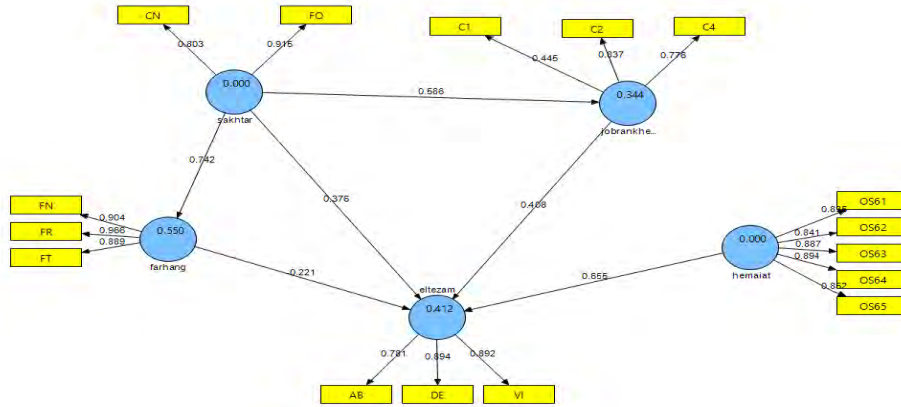 CN
FO
C1
C2
C4
0.803
0.915
0.445
0.837
0.776
0.000
sakhtar
0.586
0.344
jobrankhe...
0.742
0.376
0.408
FN
FR
FT
0.904
0.966
0.889
0.550
farhang
0.221
eltezam
0.412
0.855
0.000
hemaiat
0.841
0.887
0.894
OS61
OS62
OS63
OS64
OS65
0.781
0.894
0.892
AB
DE
VI